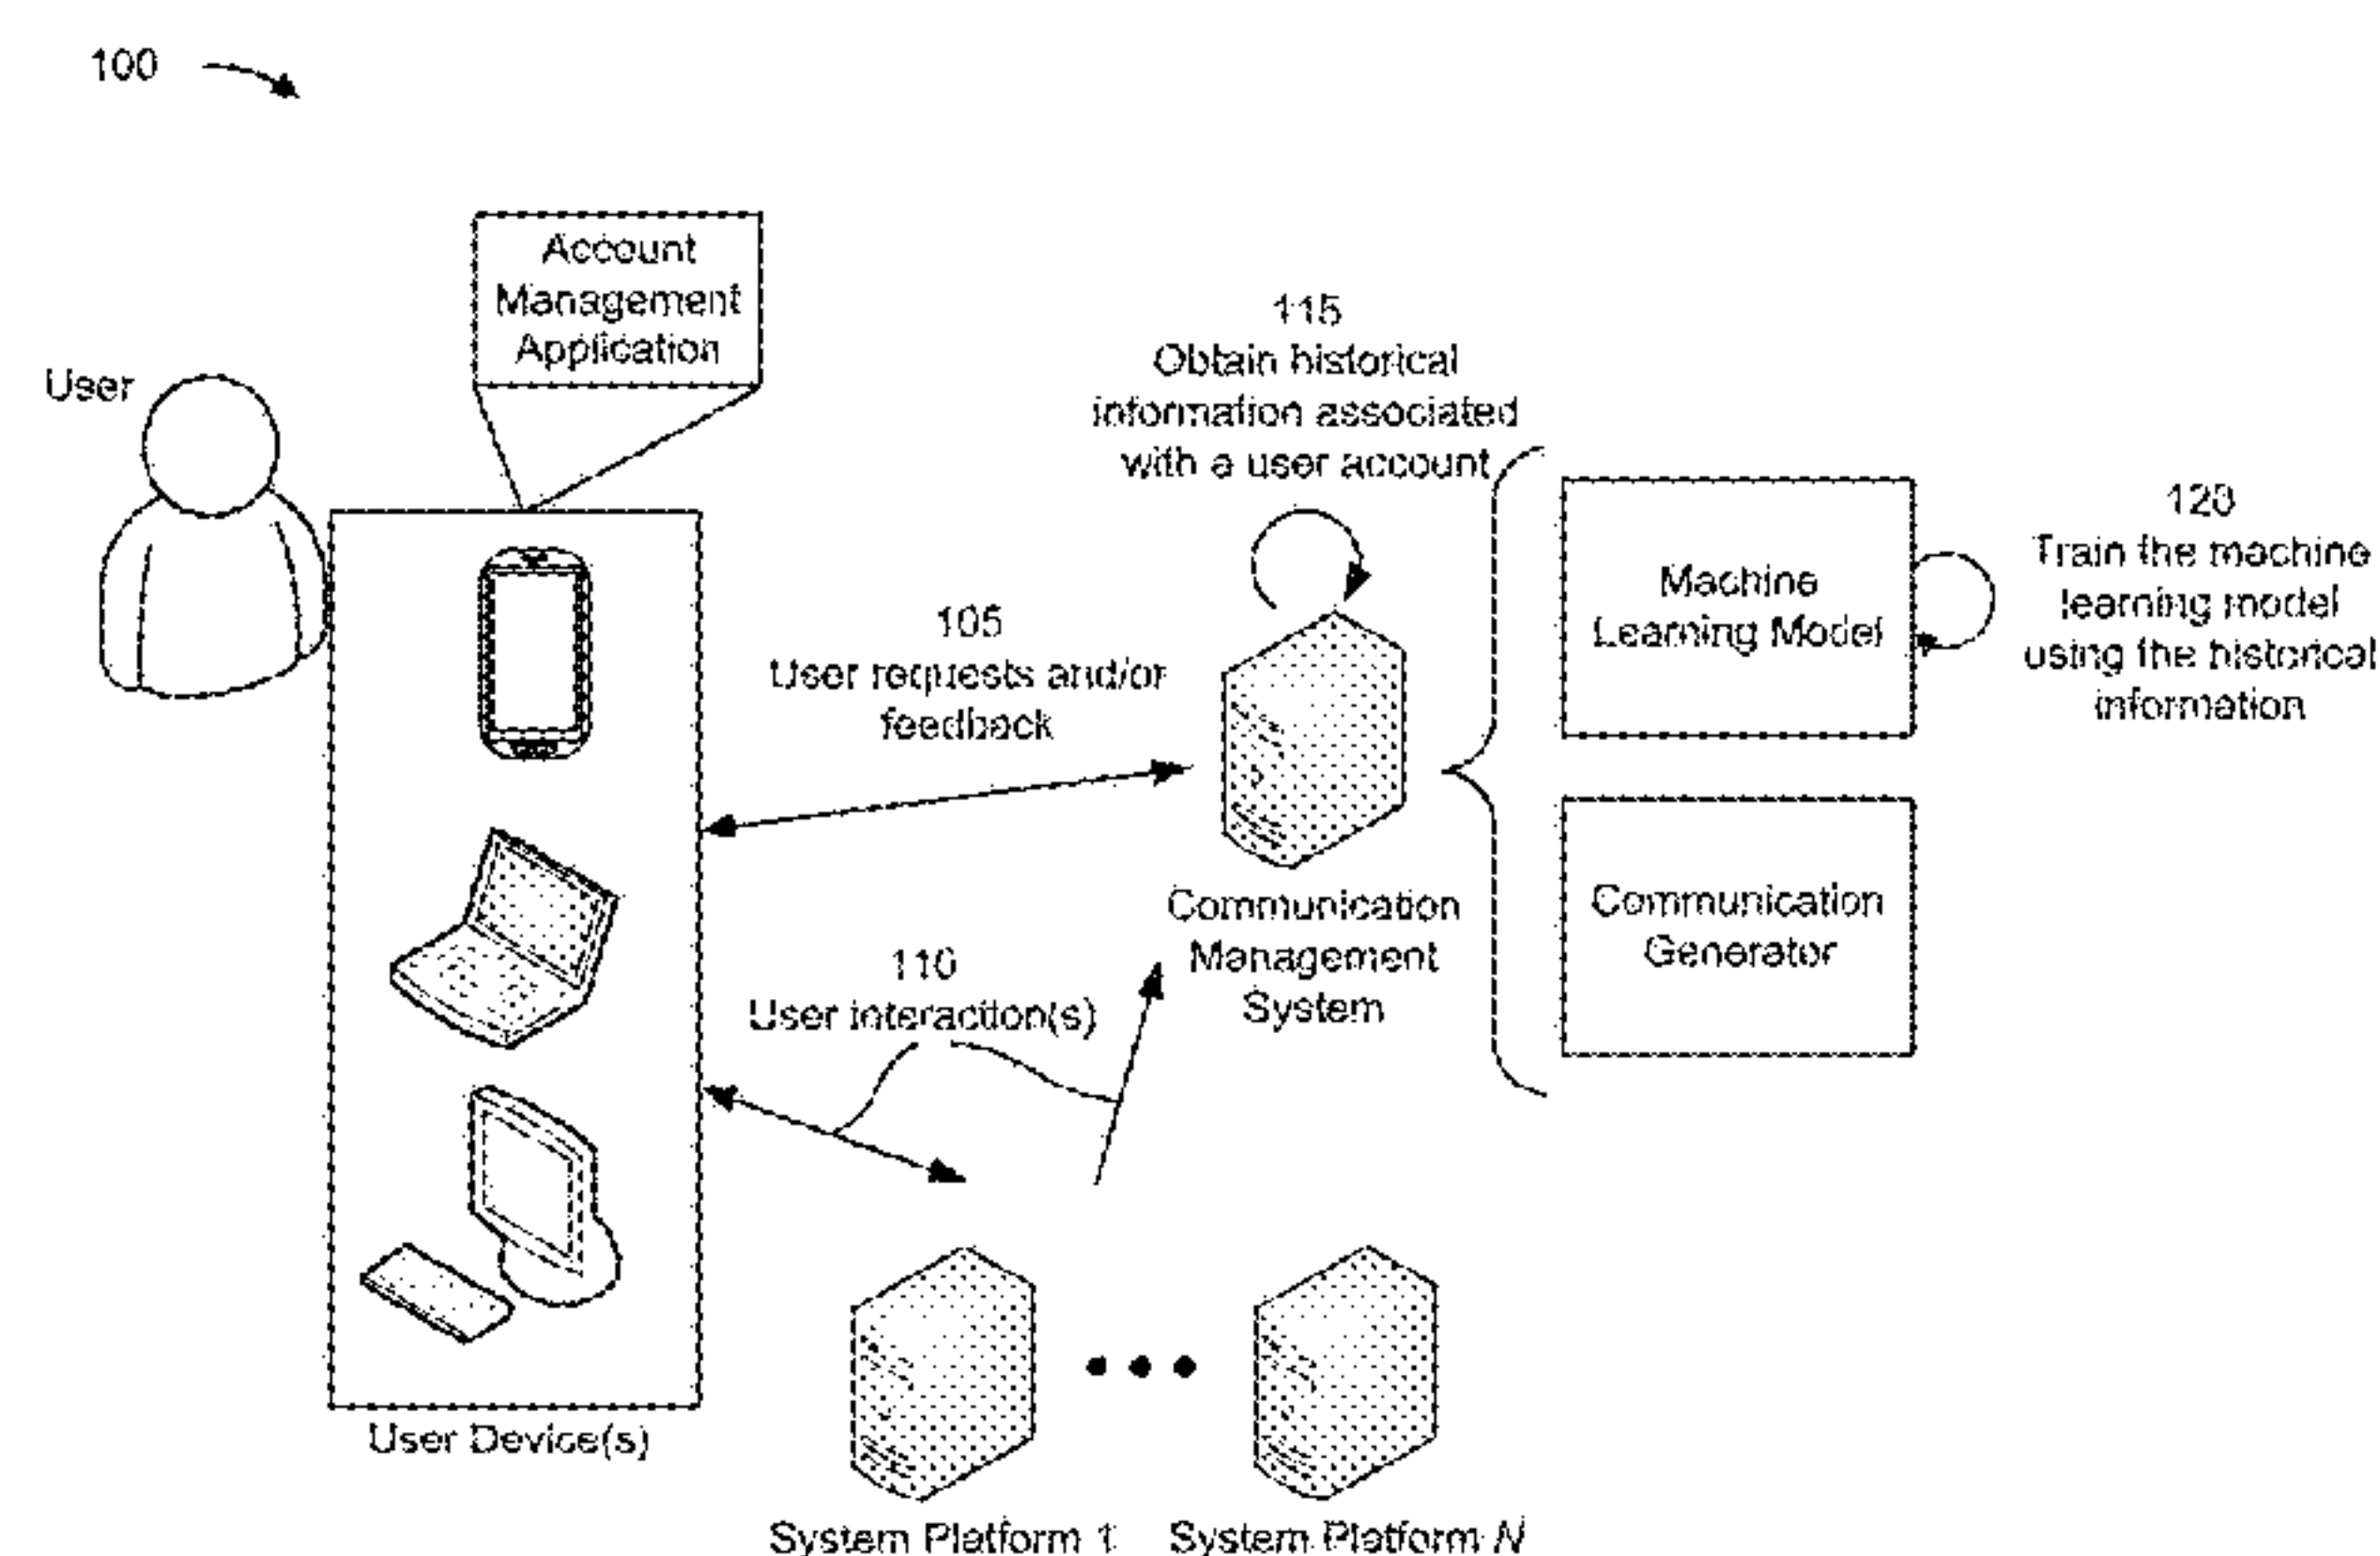 100
Account
Management
Application
User
115
Obtain historical
information associated
with a user account
120
Train the machine
learning model
using the historical
information
Machine
Learning Model
105
User requests and/or
feedback
Communication
Management
System
Communication
Generator
110
User interaction(s)
User Device(s)
System Platform 1
System Platform N